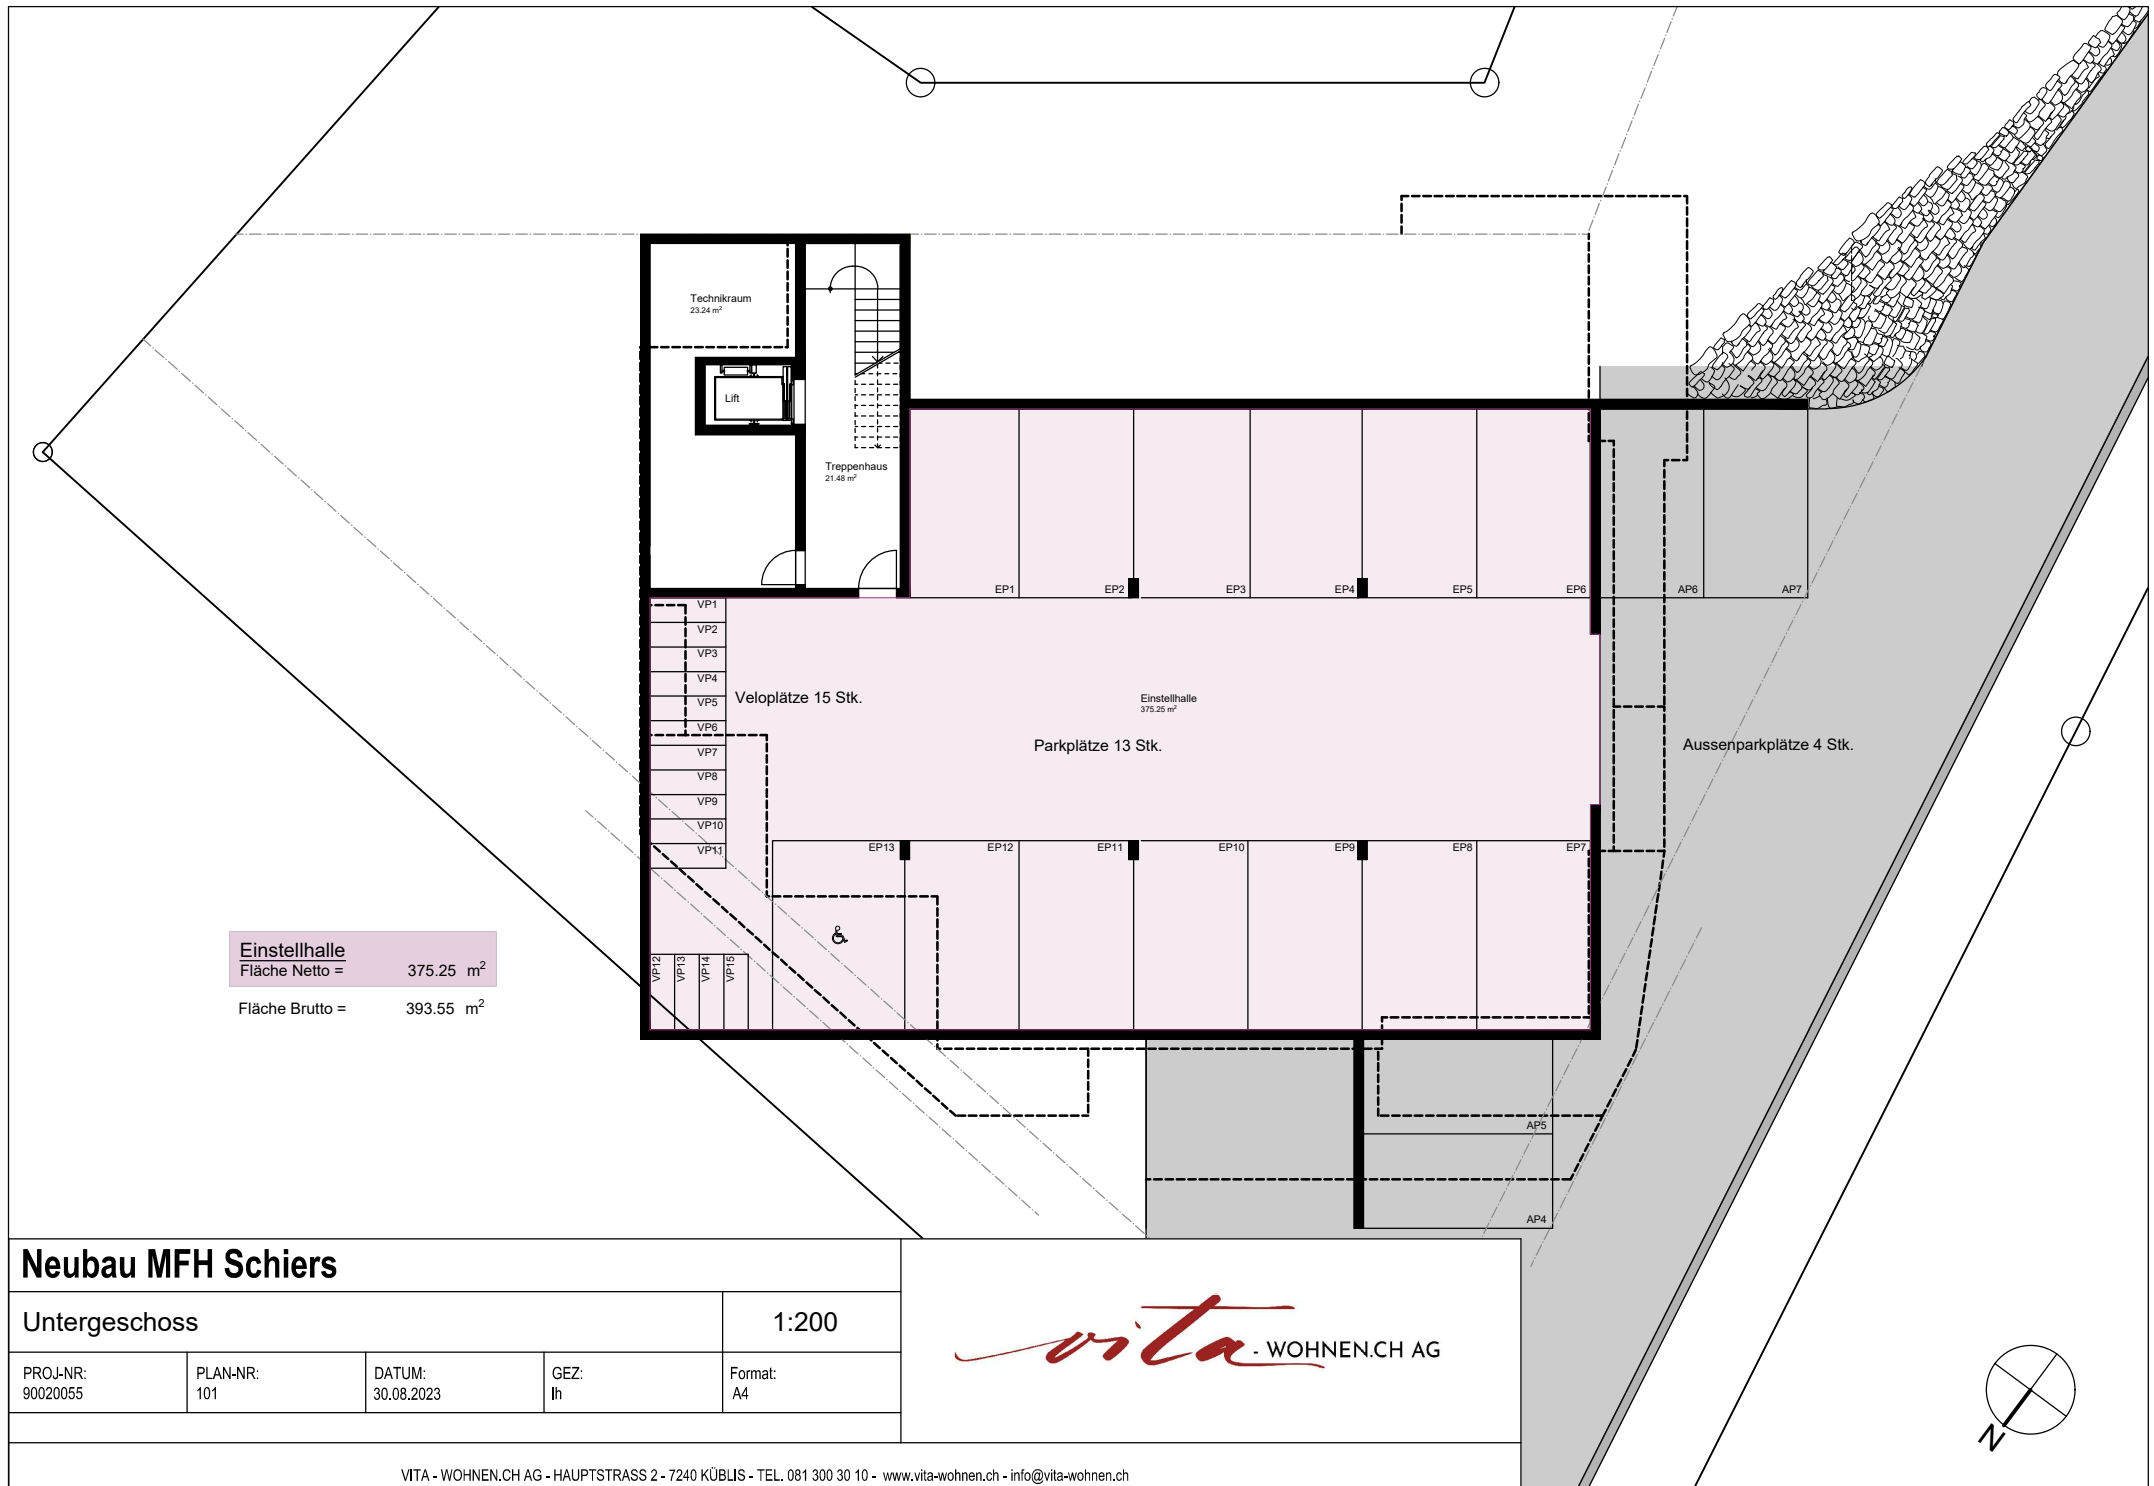 Technikraum
23.24 m²
Lift
Treppenhaus
21.48 m²
EP1
EP2
EP3
EP4
EP5
EP6
AP6
AP7
VP1
VP2
VP3
VP4
VP5
VP6
VP7
VP8
VP9
VP10
VP11
Veloplätze 15 Stk.
Einstellhalle
375.25 m²
Parkplätze 13 Stk.
Aussenparkplätze 4 Stk.
EP13
EP12
EP11
EP10
EP9
EP8
EP7
VP12
VP13
VP14
VP15
Einstellhalle
Fläche Netto = 375.25 m²
Fläche Brutto = 393.55 m²
AP5
AP4
Neubau MFH Schiers
Untergeschoss
1:200
PROJ-NR:
90020055
PLAN-NR:
101
DATUM:
30.08.2023
GEZ:
lh
Format:
A4
vita - WOHNEN.CH AG
N
VITA - WOHNEN.CH AG - HAUPTSTRASS 2 - 7240 KÜBLIS - TEL. 081 300 30 10 - www.vita-wohnen.ch - info@vita-wohnen.ch